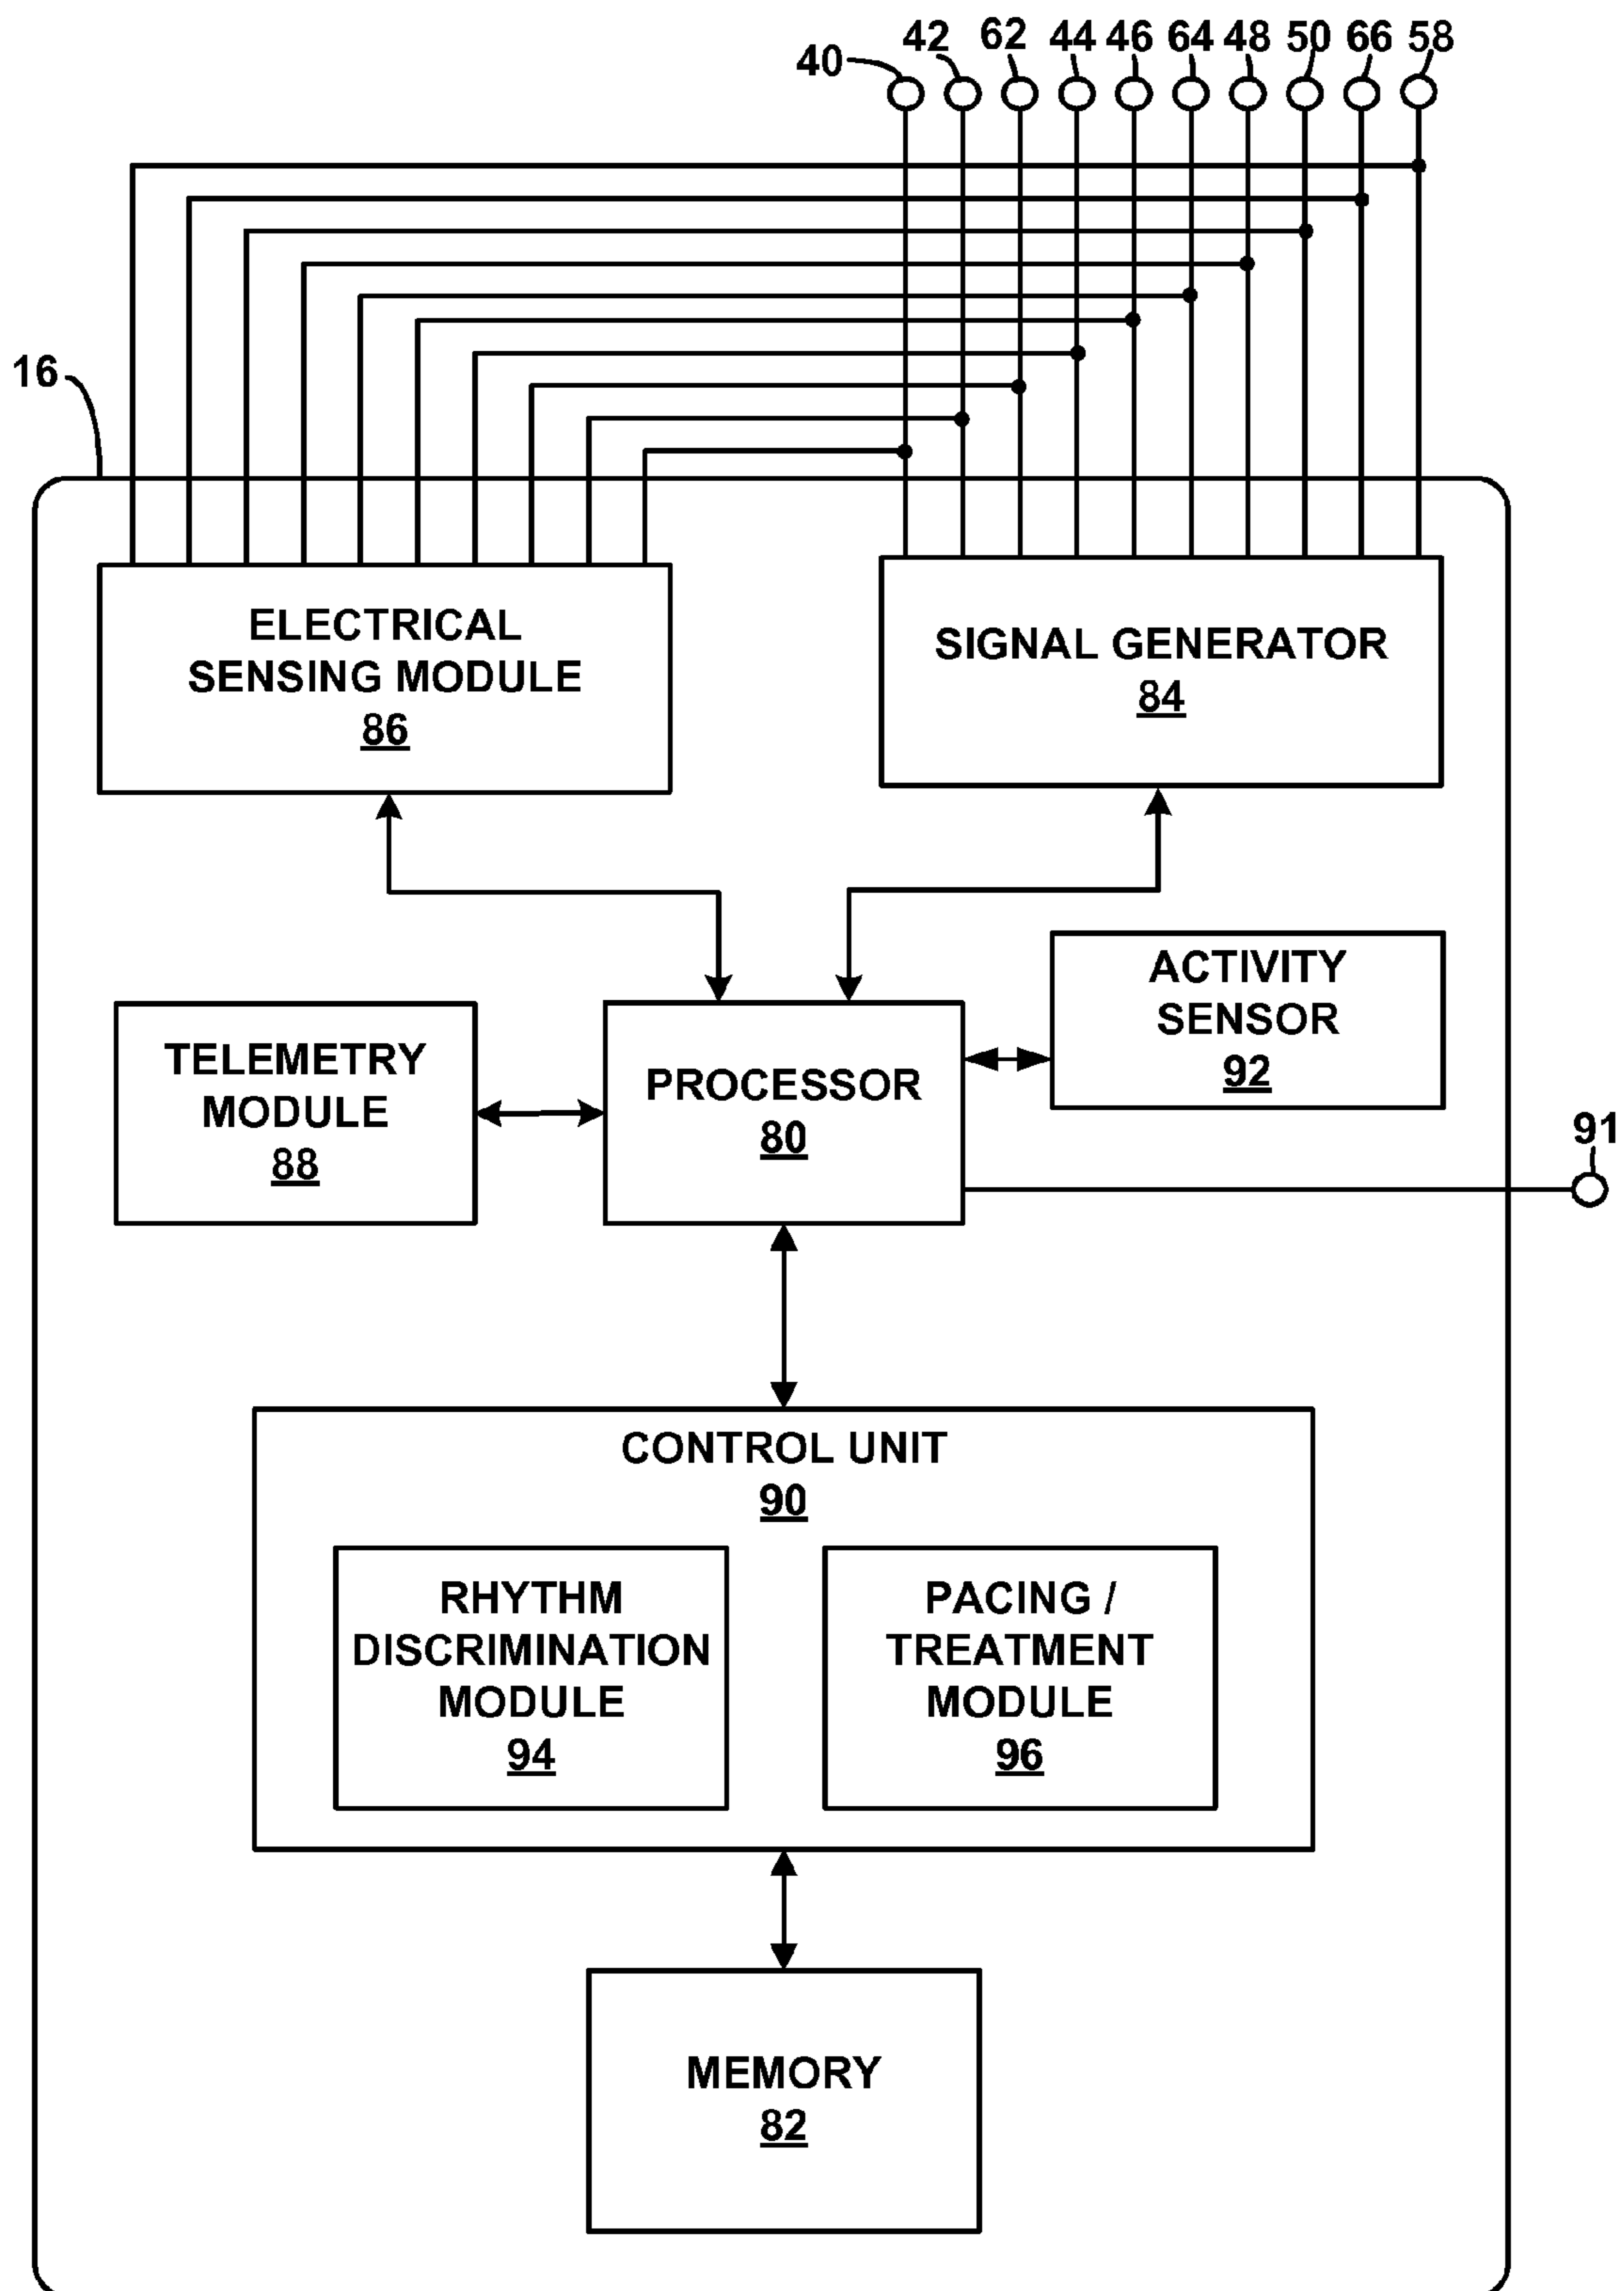 40
42
62
44
46
64
48
50
66
58
16
ELECTRICAL
SENSING MODULE
86
SIGNAL GENERATOR
84
ACTIVITY
SENSOR
92
TELEMETRY
MODULE
88
PROCESSOR
80
91
CONTROL UNIT
90
RHYTHM
DISCRIMINATION
MODULE
94
PACING /
TREATMENT
MODULE
96
MEMORY
82